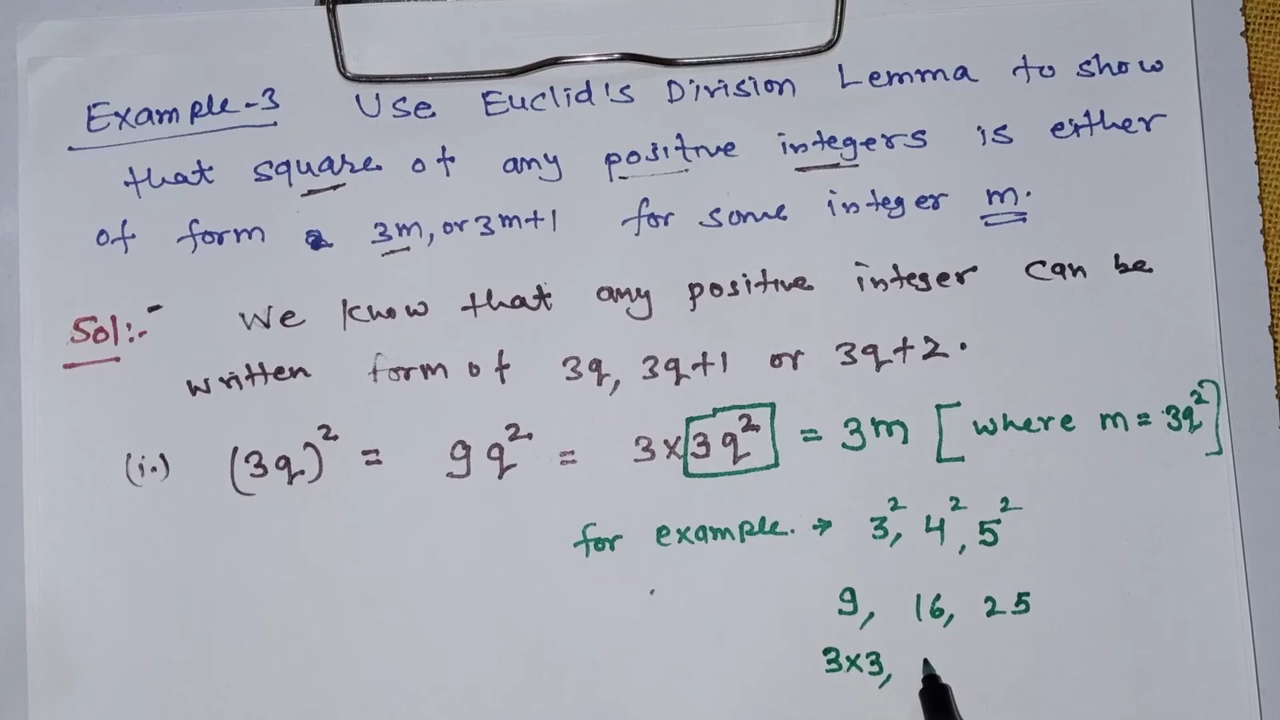 Example-3 Use Euclid's Division Lemma to show
that square of any positive integers is either
of form 3m, or 3m+1 for some integer m.
Sol:- We know that any positive integer can be
written form of 3q, 3q+1 or 3q+2.
(i.) (3q)² = 9q² = 3×3q² = 3m [where m = 3q²]
for example. → 3², 4², 5²
9, 16, 25
3×3,